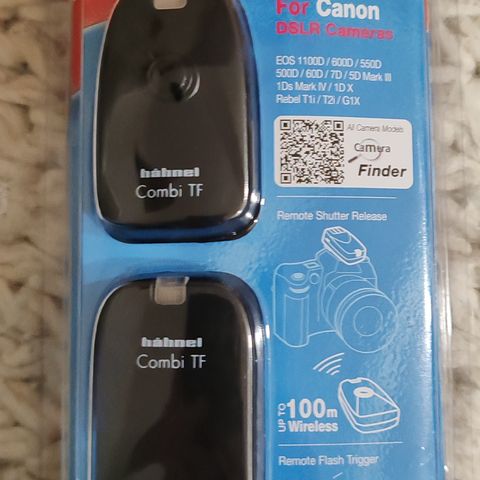 For Canon
DSLR Cameras
EOS 1100D / 600D / 550D
500D / 60D / 7D / 5D Mark III
1Ds Mark IV / 1D X
Rebel T1i / T2i / G1X
All Camera Models
Camera
Finder
hähnel
Combi TF
Remote Shutter Release
hähnel
Combi TF
UP TO 100m
Wireless
Remote Flash Trigger